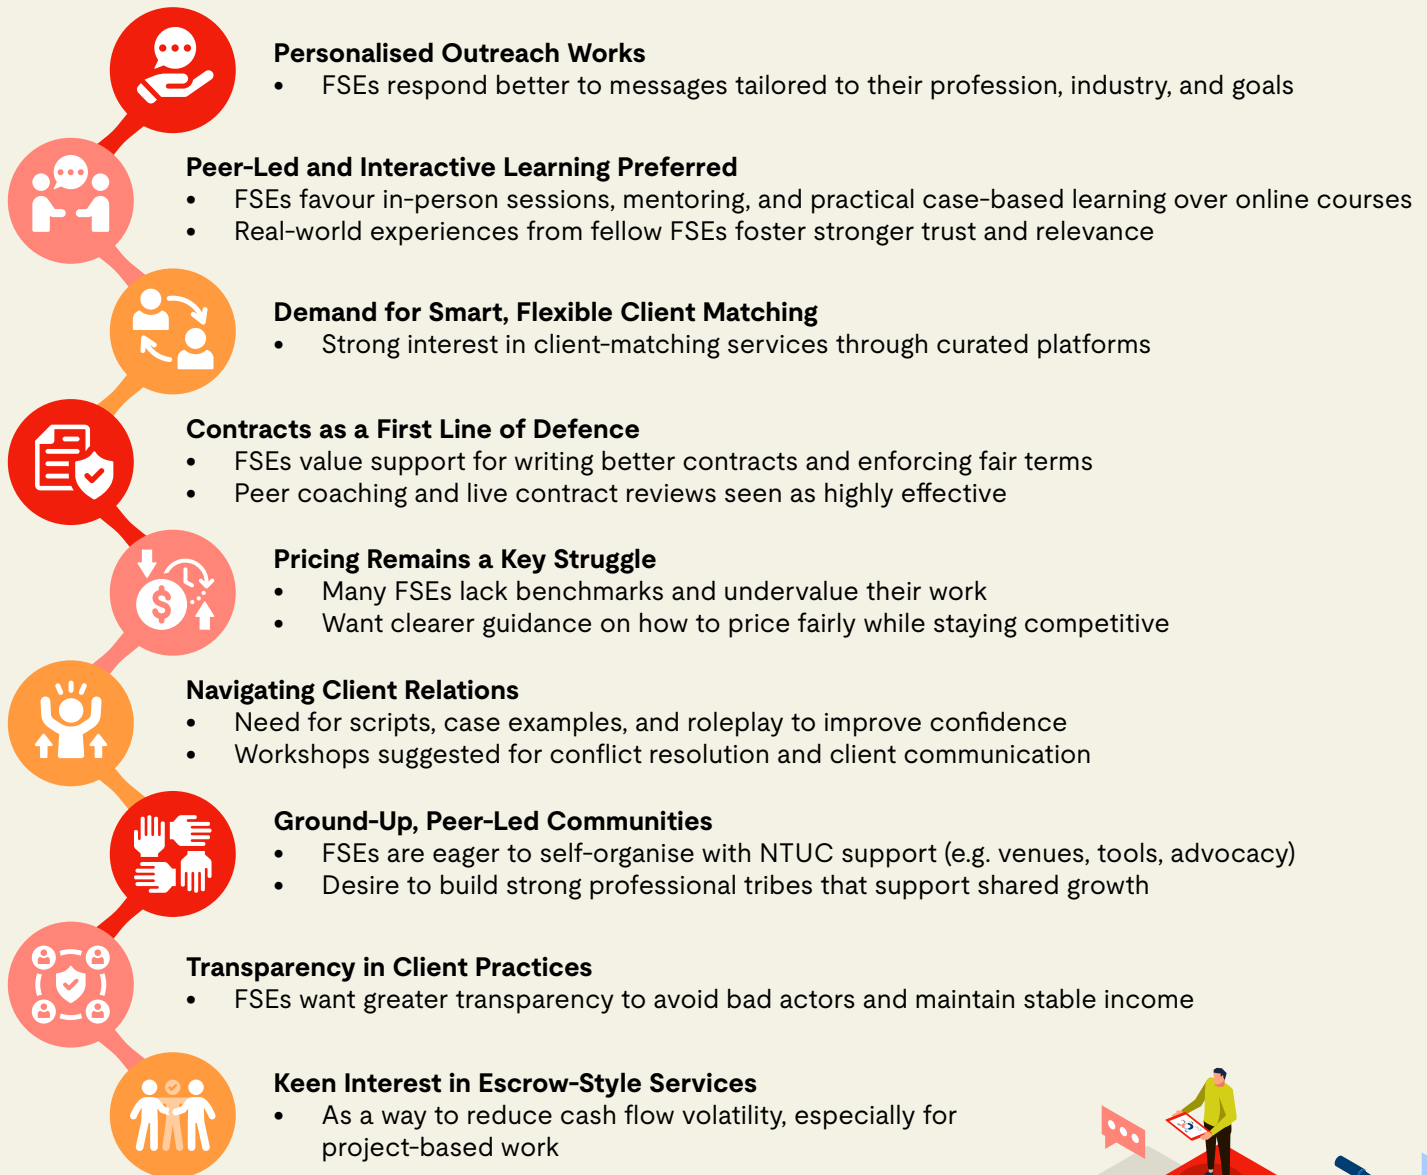 Personalised Outreach Works
• FSEs respond better to messages tailored to their profession, industry, and goals
Peer-Led and Interactive Learning Preferred
• FSEs favour in-person sessions, mentoring, and practical case-based learning over online courses
• Real-world experiences from fellow FSEs foster stronger trust and relevance
Demand for Smart, Flexible Client Matching
• Strong interest in client-matching services through curated platforms
Contracts as a First Line of Defence
• FSEs value support for writing better contracts and enforcing fair terms
• Peer coaching and live contract reviews seen as highly effective
Pricing Remains a Key Struggle
• Many FSEs lack benchmarks and undervalue their work
• Want clearer guidance on how to price fairly while staying competitive
Navigating Client Relations
• Need for scripts, case examples, and roleplay to improve confidence
• Workshops suggested for conflict resolution and client communication
Ground-Up, Peer-Led Communities
• FSEs are eager to self-organise with NTUC support (e.g. venues, tools, advocacy)
• Desire to build strong professional tribes that support shared growth
Transparency in Client Practices
• FSEs want greater transparency to avoid bad actors and maintain stable income
Keen Interest in Escrow-Style Services
• As a way to reduce cash flow volatility, especially for
project-based work